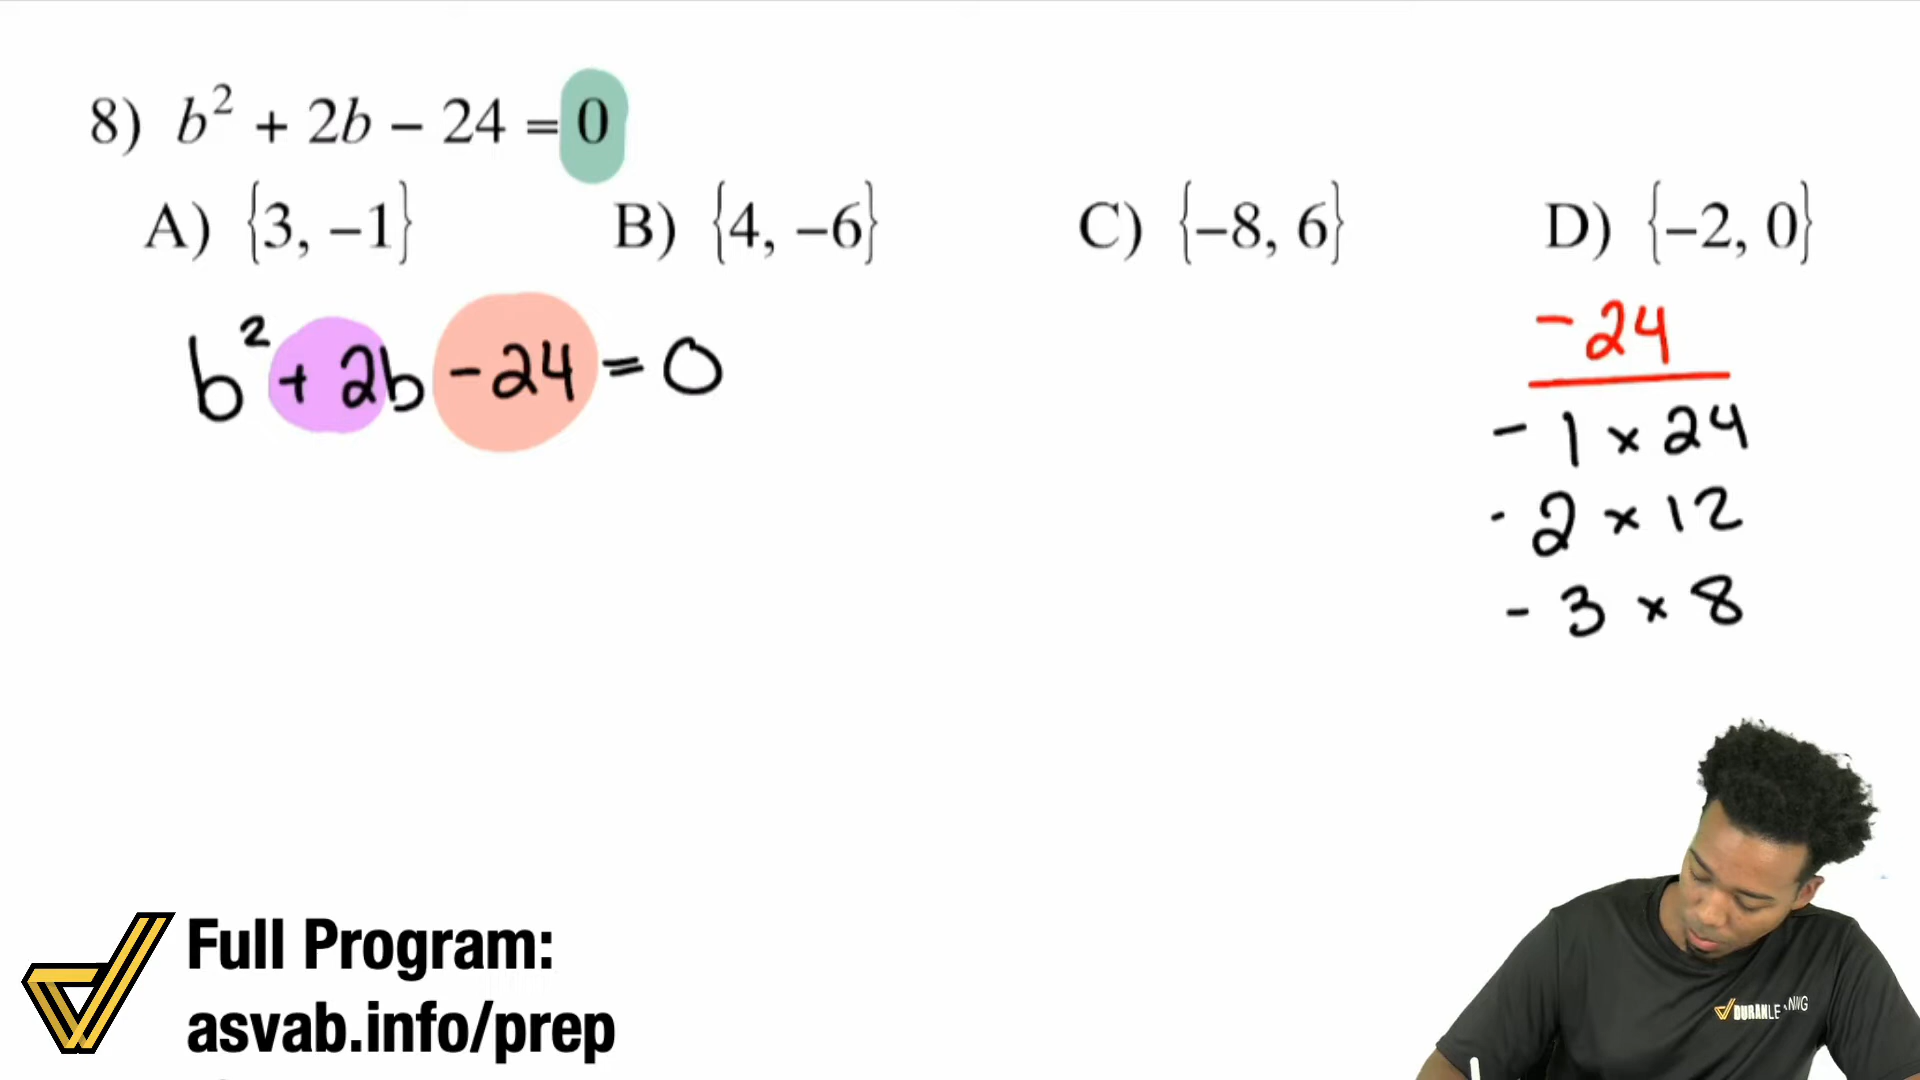 8) b² + 2b − 24 = 0
A) {3, −1} B) {4, −6} C) {−8, 6} D) {−2, 0}
b² + 2b - 24 = 0
- 24
- 1 × 24
- 2 × 12
- 3 × 8
Full Program:
asvab.info/prep